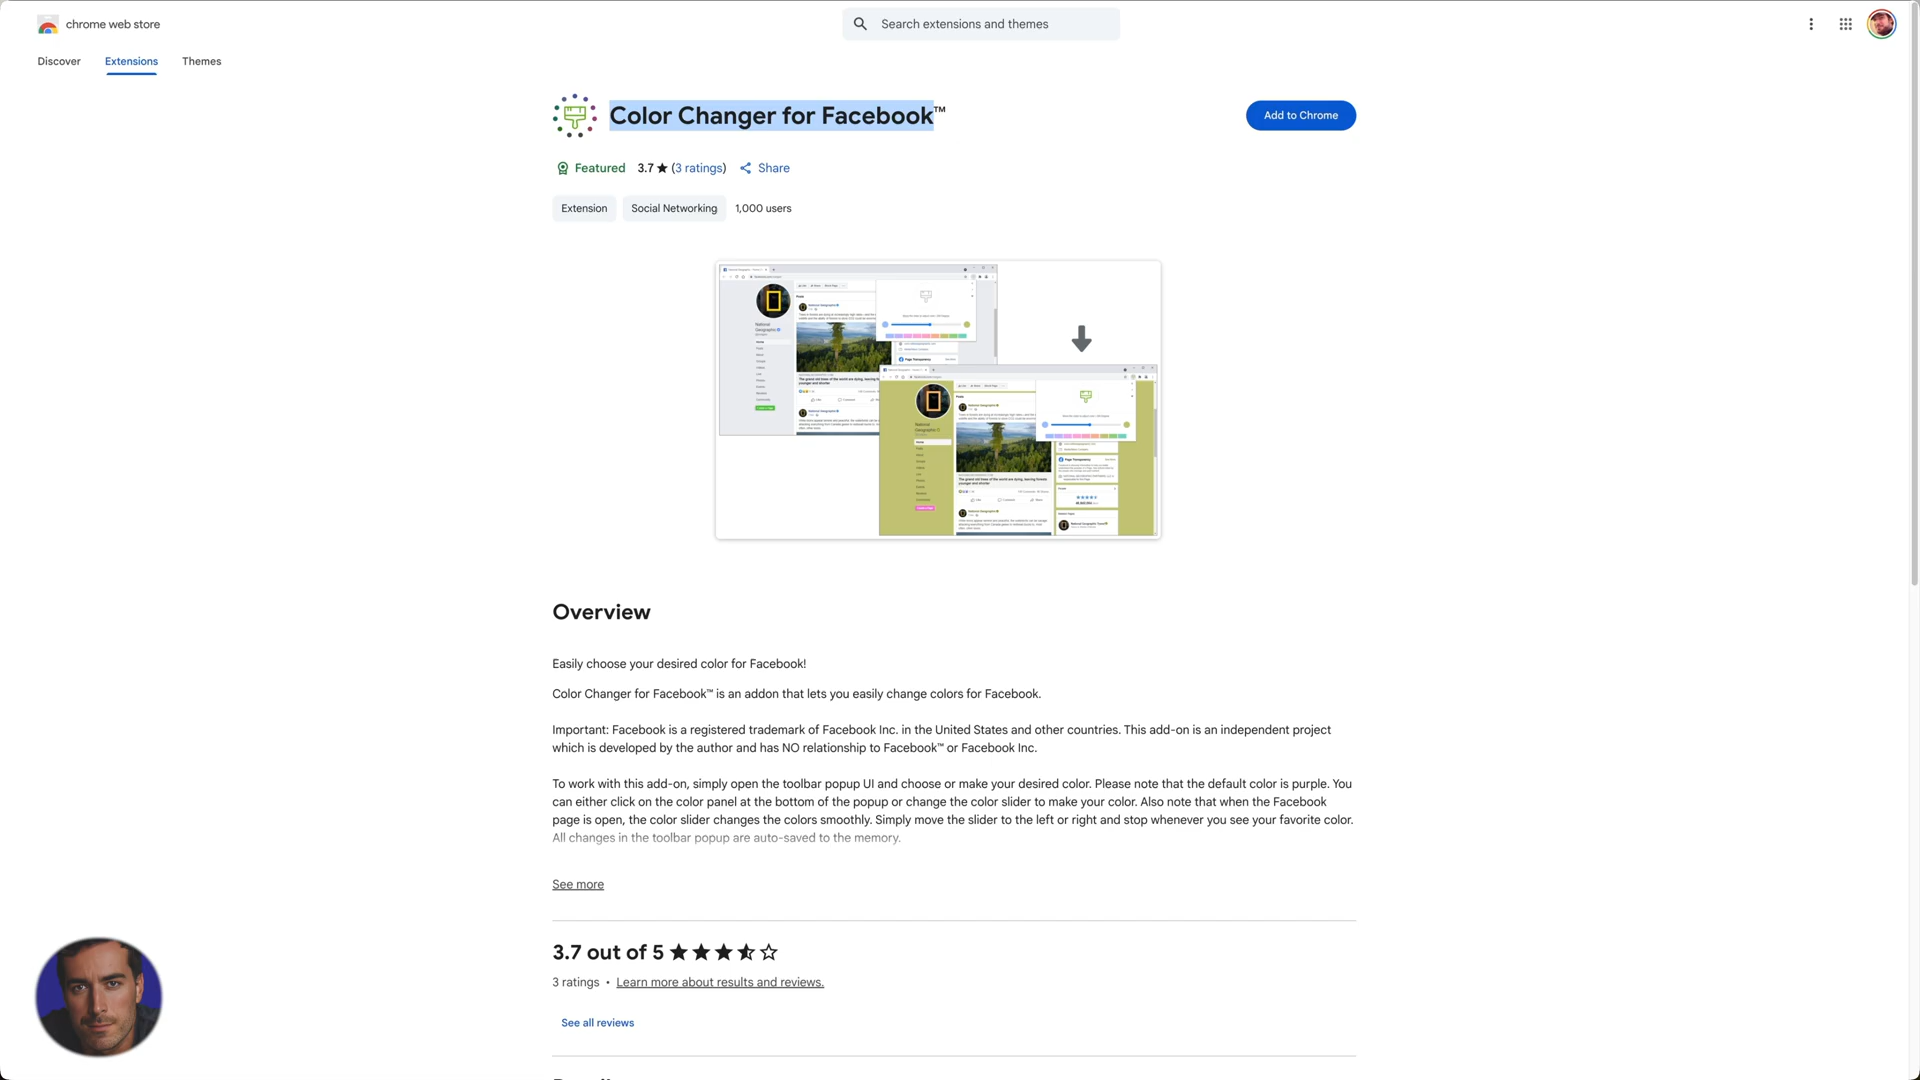 chrome web store
Search extensions and themes
Discover
Extensions
Themes
Color Changer for Facebook™
Add to Chrome
Featured 3.7 ★ (3 ratings) Share
Extension
Social Networking
1,000 users
Overview
Easily choose your desired color for Facebook!
Color Changer for Facebook™ is an addon that lets you easily change colors for Facebook.
Important: Facebook is a registered trademark of Facebook Inc. in the United States and other countries. This add-on is an independent project
which is developed by the author and has NO relationship to Facebook™ or Facebook Inc.
To work with this add-on, simply open the toolbar popup UI and choose or make your desired color. Please note that the default color is purple. You
can either click on the color panel at the bottom of the popup or change the color slider to make your color. Also note that when the Facebook
page is open, the color slider changes the colors smoothly. Simply move the slider to the left or right and stop whenever you see your favorite color.
All changes in the toolbar popup are auto-saved to the memory.
See more
3.7 out of 5
3 ratings • Learn more about results and reviews.
See all reviews